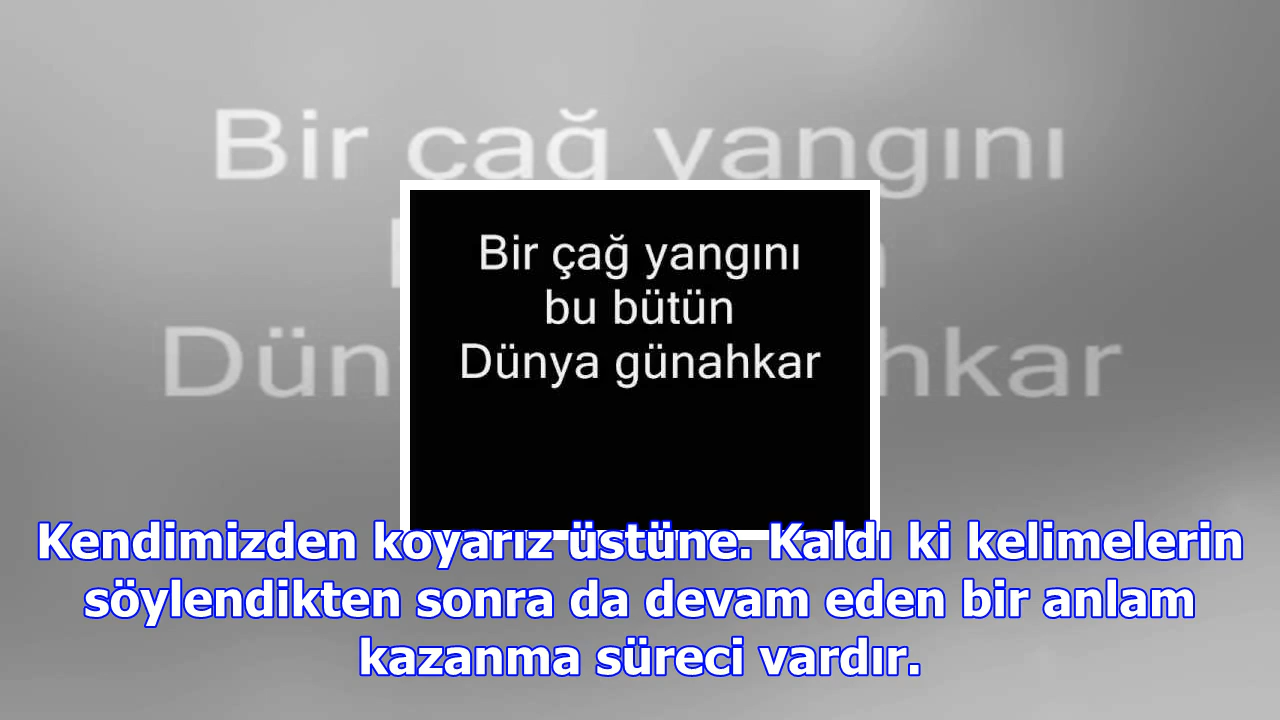 Bir çağ yangını
Bir çağ yangını
bu bütün
Dünya günahkar
Kendimizden koyarız üstüne. Kaldı ki kelimelerin
söylendikten sonra da devam eden bir anlam
kazanma süreci vardır.